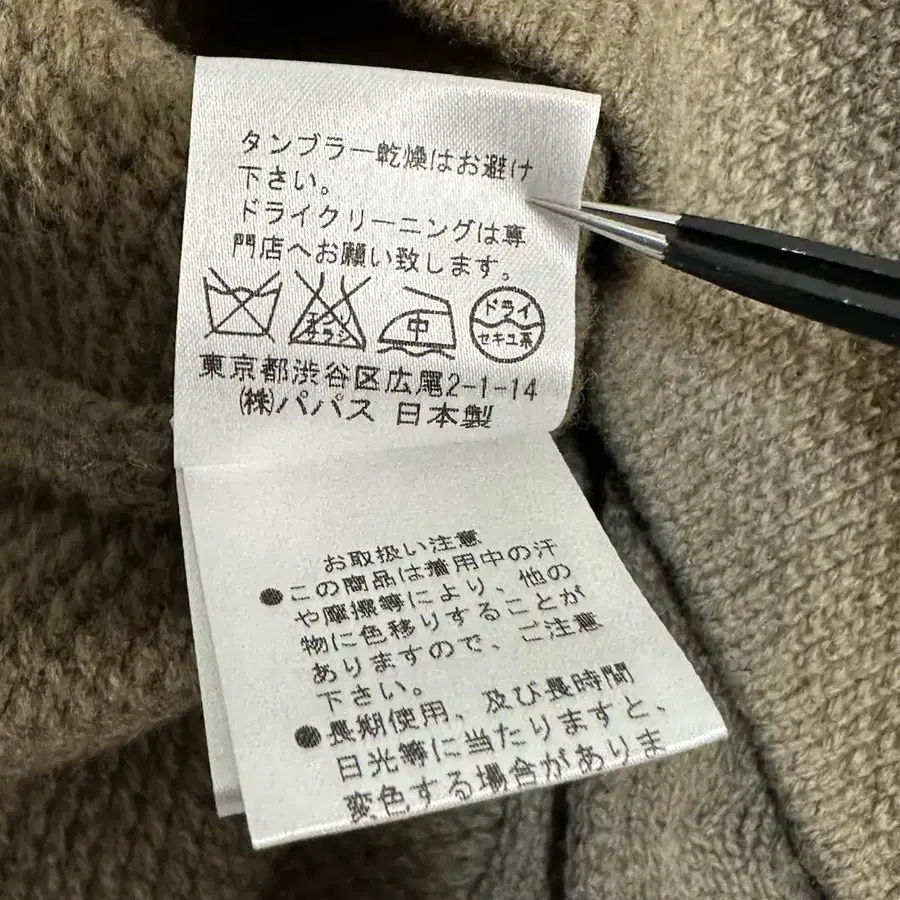 タンブラー乾燥はお避け
下さい。
ドライクリーニングは専
門店へお願い致します。
エンソ
サラシ
中
ドライ
セキユ系
東京都渋谷区広尾2-1-14
㈱パパス 日本製
お取扱い注意
●この商品は着用中の汗
や摩擦等により、他の
物に色移りすることが
ありますので、ご注意
下さい。
●長期使用、及び長時間
日光等に当たりますと、
変色する場合がありま